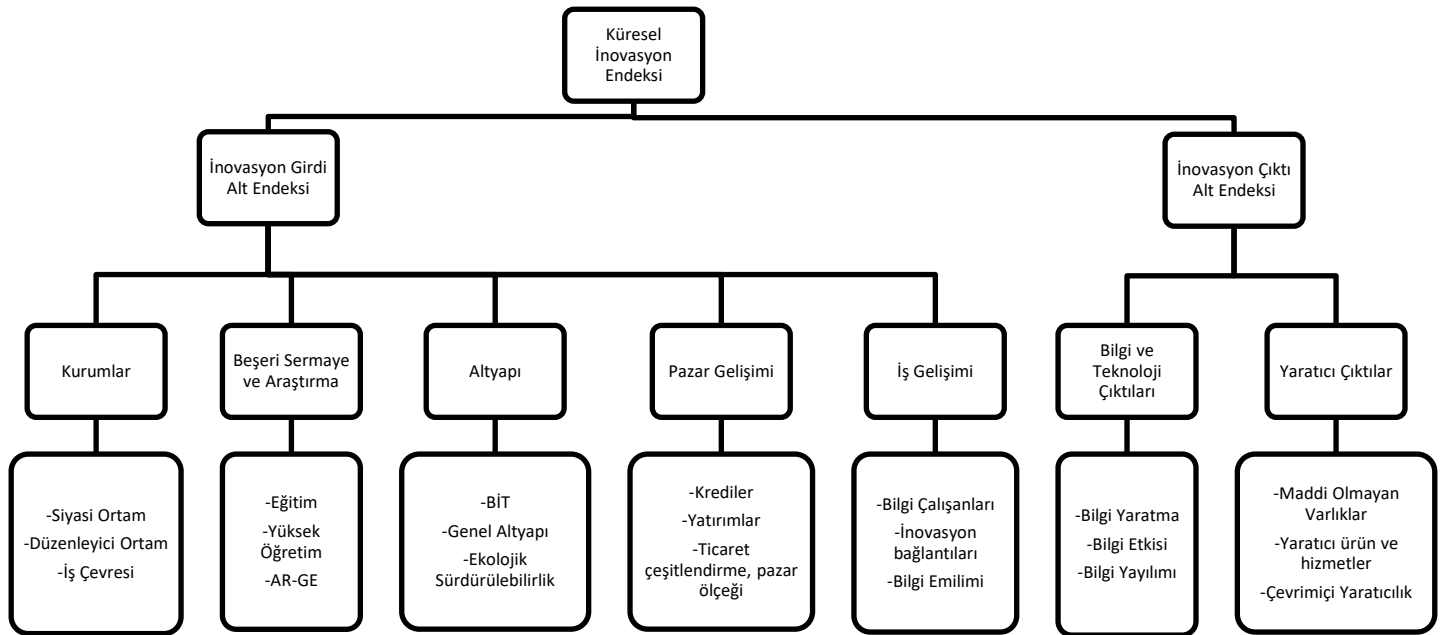 Küresel
İnovasyon
Endeksi
İnovasyon Girdi
Alt Endeksi
İnovasyon Çıktı
Alt Endeksi
Kurumlar
Beşeri Sermaye
ve Araştırma
Altyapı
Pazar Gelişimi
İş Gelişimi
Bilgi ve
Teknoloji
Çıktıları
Yaratıcı Çıktılar
-Siyasi Ortam
-Düzenleyici Ortam
-İş Çevresi
-Eğitim
-Yüksek
Öğretim
-AR-GE
-BİT
-Genel Altyapı
-Ekolojik
Sürdürülebilirlik
-Krediler
-Yatırımlar
-Ticaret
çeşitlendirme, pazar
ölçeği
-Bilgi Çalışanları
-İnovasyon
bağlantıları
-Bilgi Emilimi
-Bilgi Yaratma
-Bilgi Etkisi
-Bilgi Yayılımı
-Maddi Olmayan
Varlıklar
-Yaratıcı ürün ve
hizmetler
-Çevrimiçi Yaratıcılık